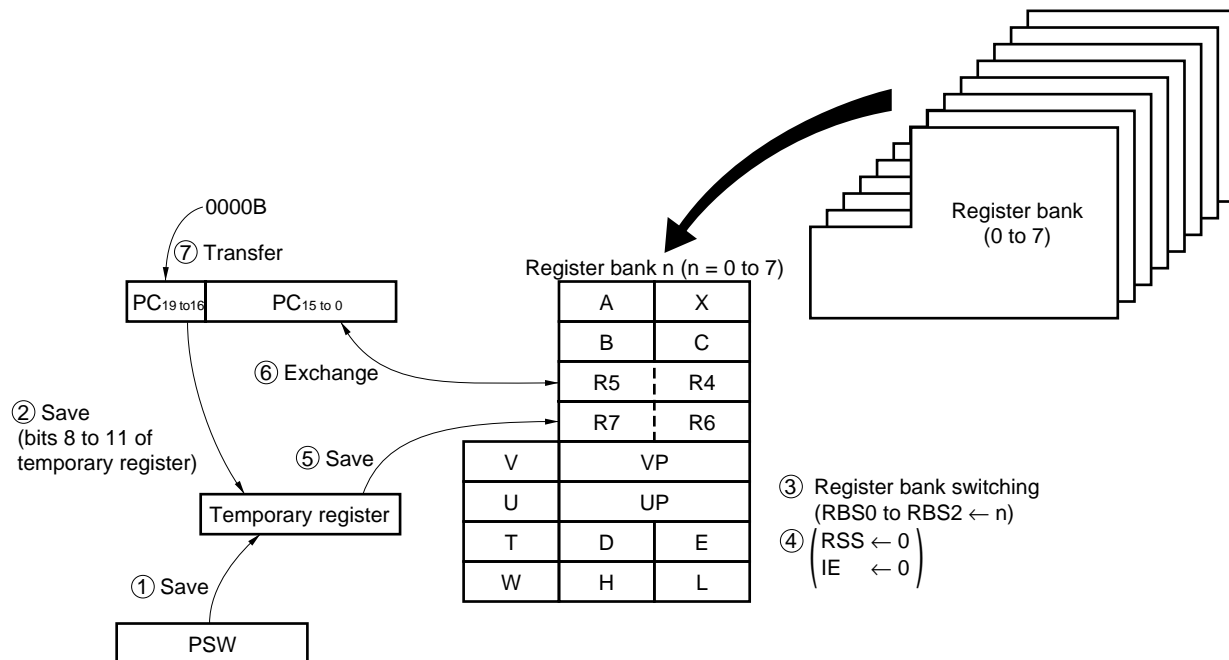 Register bank
(0 to 7)
0000B
⑦ Transfer
PC19 to16 PC15 to 0
Register bank n (n = 0 to 7)
A X
B C
R5 R4
R7 R6
V VP
U UP
T D E
W H L
⑥ Exchange
② Save
(bits 8 to 11 of
temporary register)
⑤ Save
Temporary register
① Save
PSW
③ Register bank switching
(RBS0 to RBS2 ← n)
④ ( RSS ← 0
IE ← 0 )